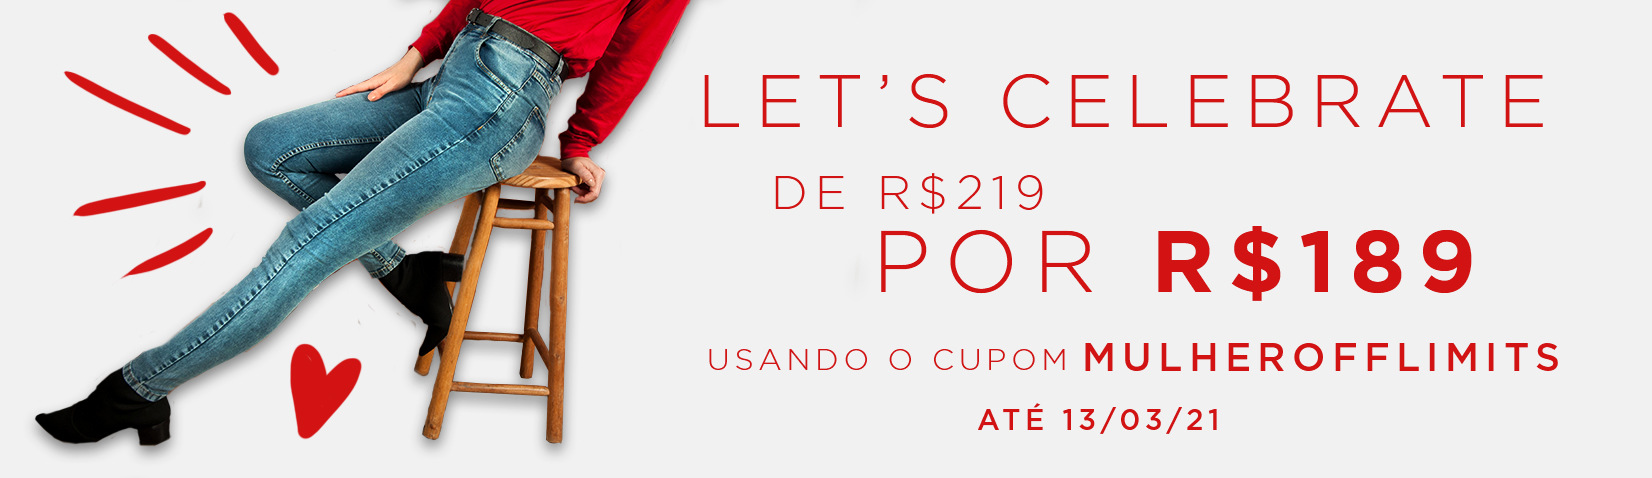 LET'S CELEBRATE
DE R$219
POR R$189
USANDO O CUPOM MULHEROFFLIMITS
ATÉ 13/03/21